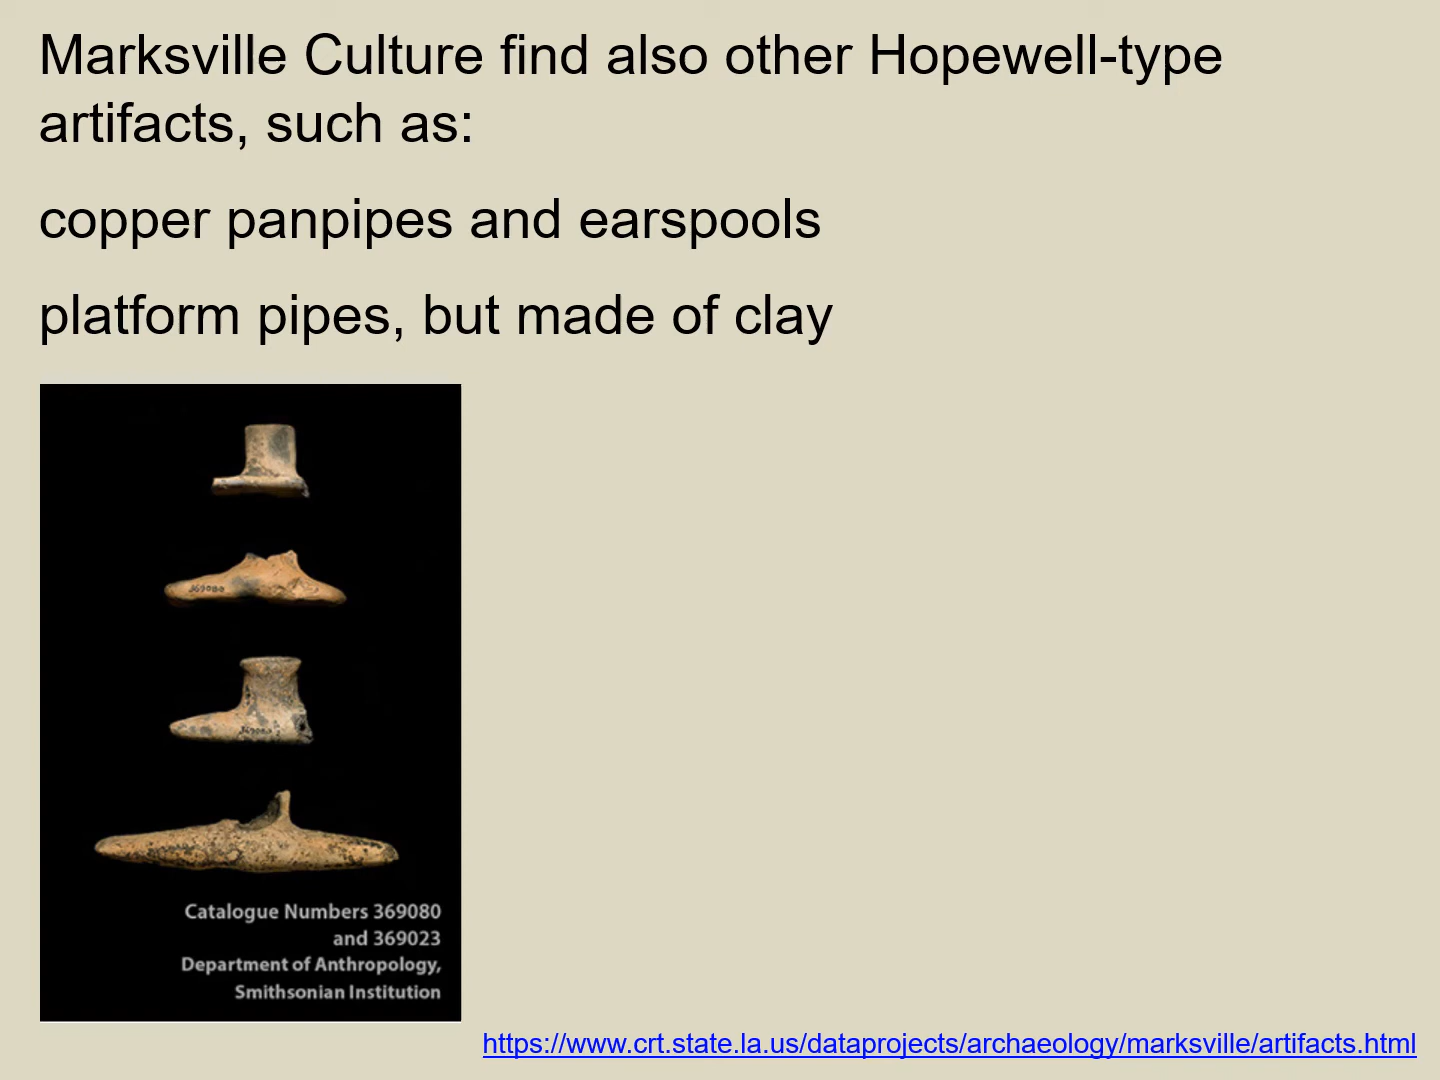 Marksville Culture find also other Hopewell-type
artifacts, such as:
copper panpipes and earspools
platform pipes, but made of clay
369080
Catalogue Numbers 369080
and 369023
Department of Anthropology,
Smithsonian Institution
https://www.crt.state.la.us/dataprojects/archaeology/marksville/artifacts.html